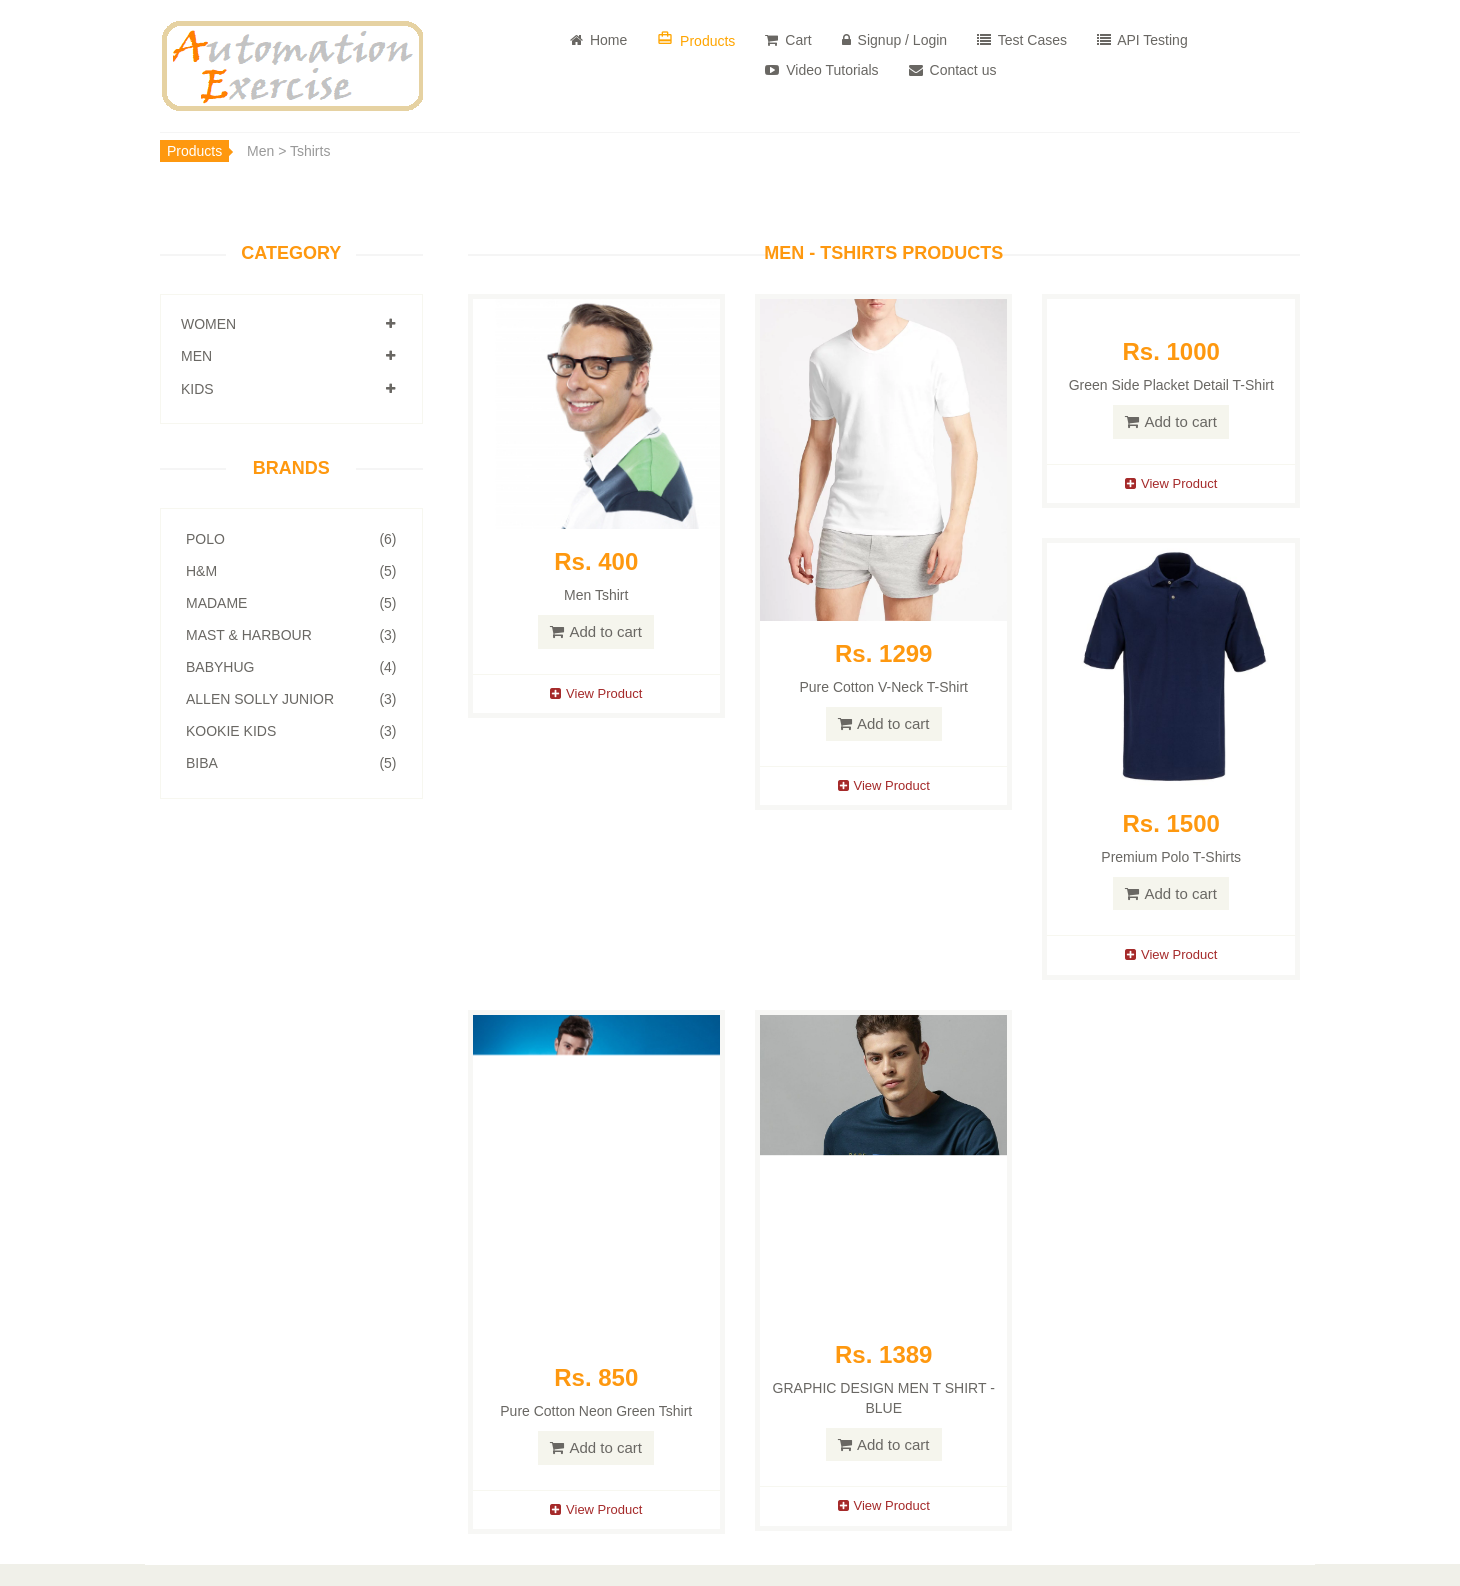 Automation
Exercise
Home
Products
Cart
Signup / Login
Test Cases
API Testing
Video Tutorials
Contact us
Products
Men > Tshirts
CATEGORY
WOMEN
MEN
KIDS
BRANDS
POLO (6)
H&M (5)
MADAME (5)
MAST & HARBOUR (3)
BABYHUG (4)
ALLEN SOLLY JUNIOR (3)
KOOKIE KIDS (3)
BIBA (5)
MEN - TSHIRTS PRODUCTS
Rs. 400
Men Tshirt
Add to cart
View Product
Rs. 1299
Pure Cotton V-Neck T-Shirt
Add to cart
View Product
Rs. 1000
Green Side Placket Detail T-Shirt
Add to cart
View Product
Rs. 1500
Premium Polo T-Shirts
Add to cart
View Product
Rs. 850
Pure Cotton Neon Green Tshirt
Add to cart
View Product
Rs. 1389
GRAPHIC DESIGN MEN T SHIRT -
BLUE
Add to cart
View Product